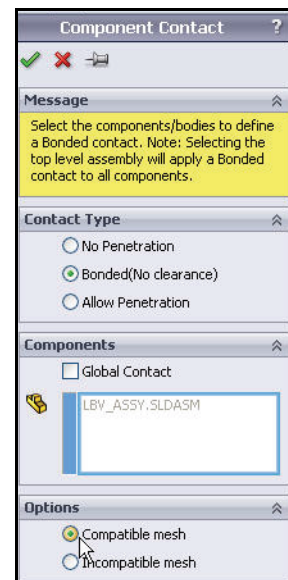 Component Contact ?
Message
Select the components/bodies to define
a Bonded contact. Note: Selecting the
top level assembly will apply a Bonded
contact to all components.
Contact Type
No Penetration
Bonded(No clearance)
Allow Penetration
Components
Global Contact
LBV_ASSY.SLDASM
Options
Compatible mesh
Incompatible mesh